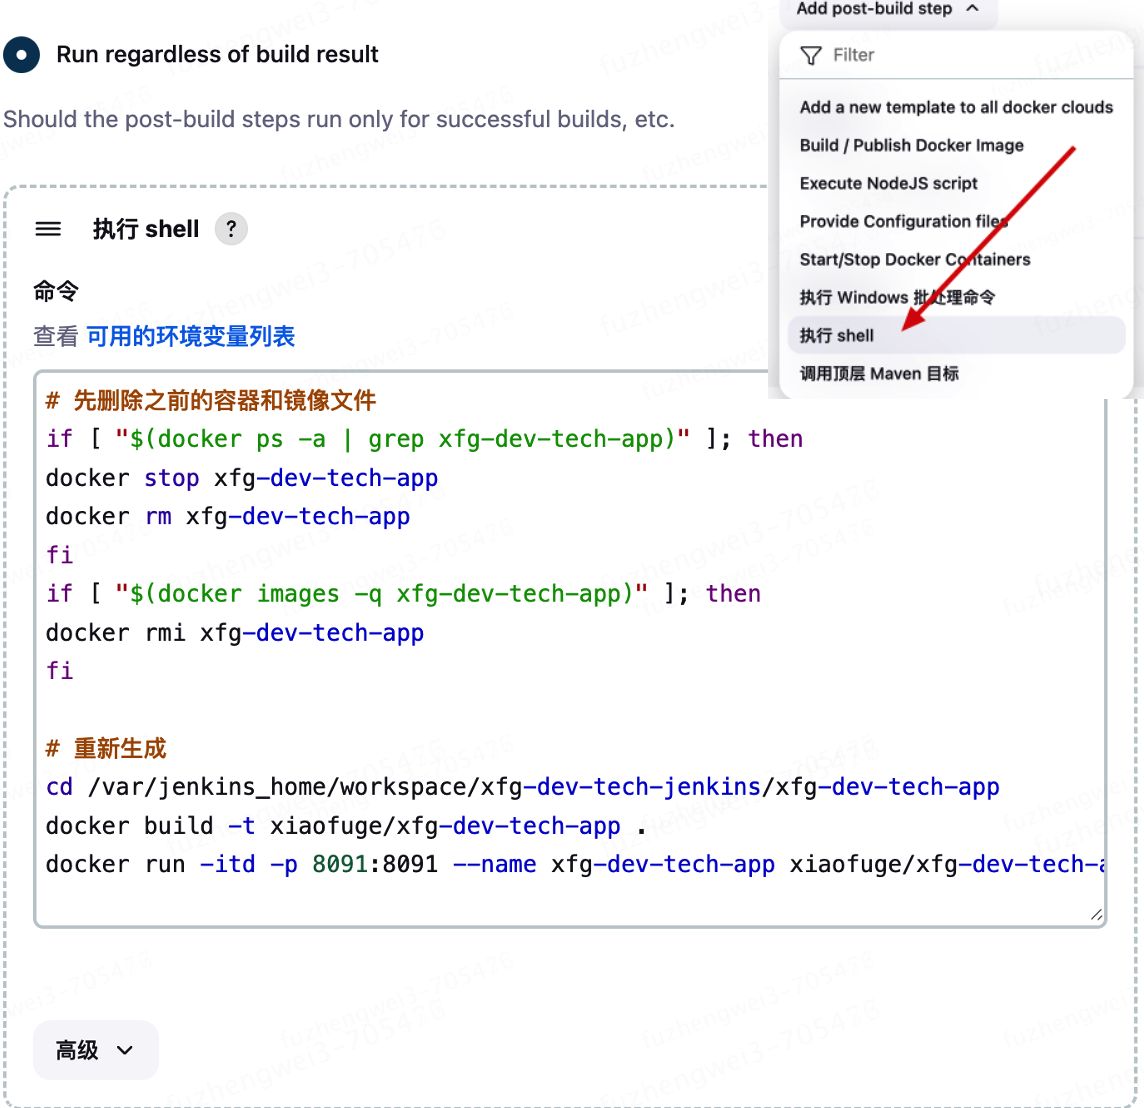 Add post-build step
Run regardless of build result
Should the post-build steps run only for successful builds, etc.
Filter
Add a new template to all docker clouds
Build / Publish Docker Image
Execute NodeJS script
Provide Configuration files
Start/Stop Docker Containers
执行 Windows 批处理命令
执行 shell
调用顶层 Maven 目标
执行 shell ?
命令
查看 可用的环境变量列表
# 先删除之前的容器和镜像文件
if [ "$(docker ps -a | grep xfg-dev-tech-app)" ]; then
docker stop xfg-dev-tech-app
docker rm xfg-dev-tech-app
fi
if [ "$(docker images -q xfg-dev-tech-app)" ]; then
docker rmi xfg-dev-tech-app
fi
# 重新生成
cd /var/jenkins_home/workspace/xfg-dev-tech-jenkins/xfg-dev-tech-app
docker build -t xiaofuge/xfg-dev-tech-app .
docker run -itd -p 8091:8091 --name xfg-dev-tech-app xiaofuge/xfg-dev-tech-a
高级
fuzhengwei3-705476